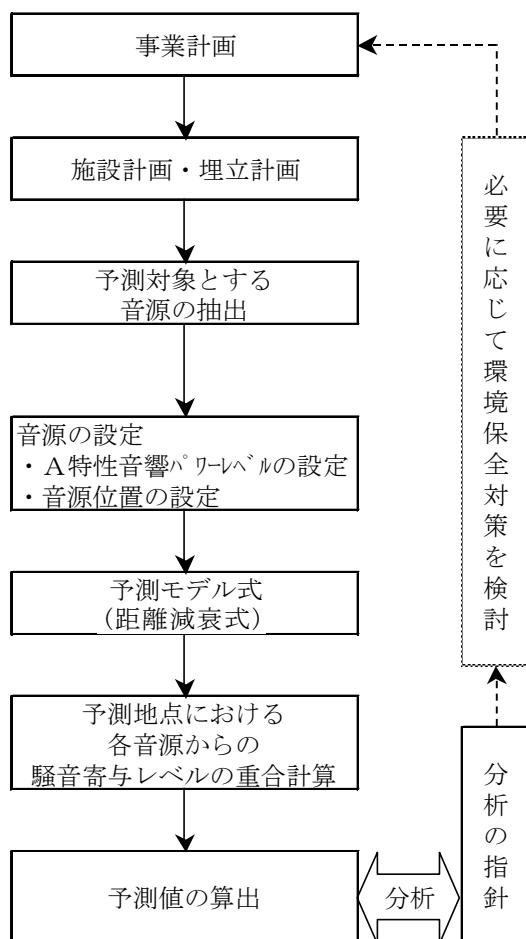 事業計画
施設計画・埋立計画
予測対象とする
音源の抽出
音源の設定
・Ａ特性音響ﾊﾟﾜｰﾚﾍﾞﾙの設定
・音源位置の設定
予測モデル式
（距離減衰式）
予測地点における
各音源からの
騒音寄与レベルの重合計算
予測値の算出
分析
分析の指針
必要に応じて環境保全対策を検討